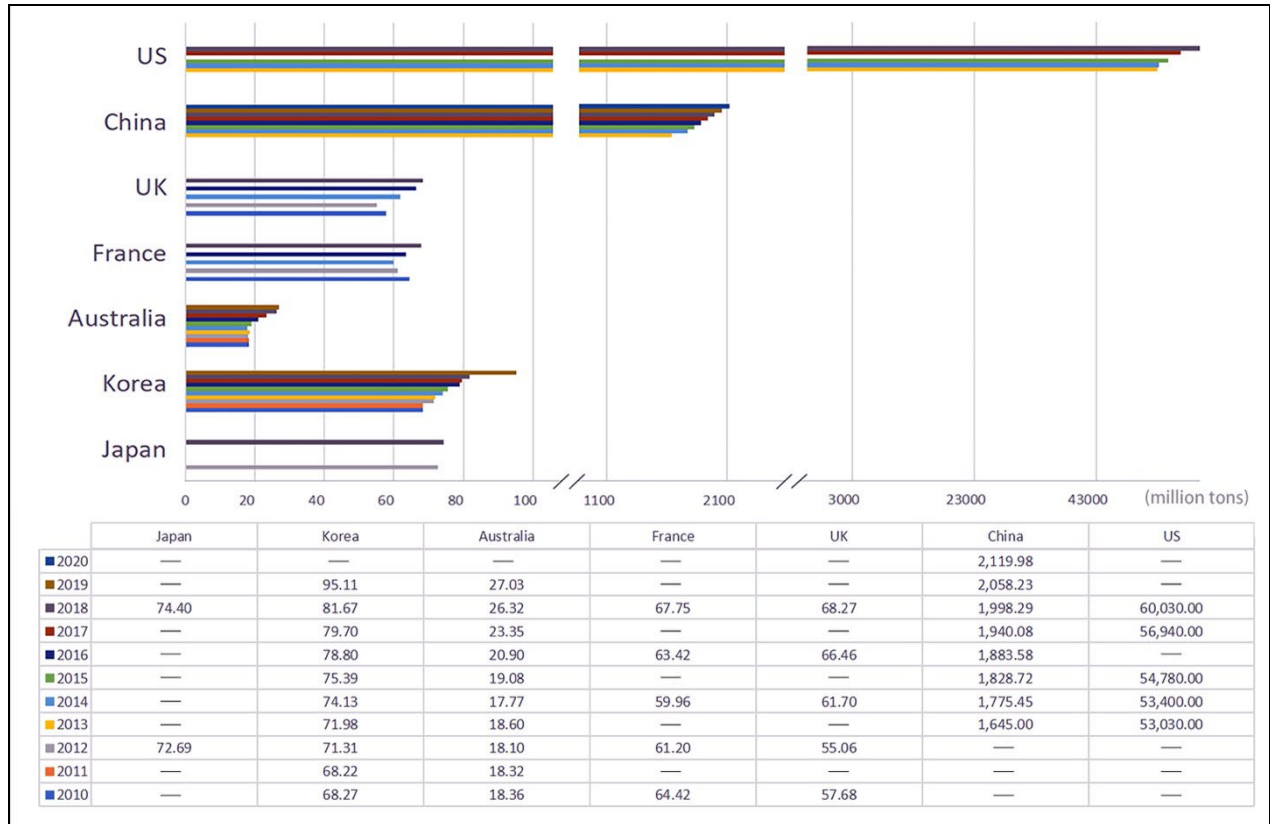 US
China
UK
France
Australia
Korea
Japan
0 20 40 60 80 100 1100 2100 3000 23000 43000 (million tons)
Japan Korea Australia France UK China US
2020 — — — — — 2,119.98 —
2019 — 95.11 27.03 — — 2,058.23 —
2018 74.40 81.67 26.32 67.75 68.27 1,998.29 60,030.00
2017 — 79.70 23.35 — — 1,940.08 56,940.00
2016 — 78.80 20.90 63.42 66.46 1,883.58 —
2015 — 75.39 19.08 — — 1,828.72 54,780.00
2014 — 74.13 17.77 59.96 61.70 1,775.45 53,400.00
2013 — 71.98 18.60 — — 1,645.00 53,030.00
2012 72.69 71.31 18.10 61.20 55.06 — —
2011 — 68.22 18.32 — — — —
2010 — 68.27 18.36 64.42 57.68 — —